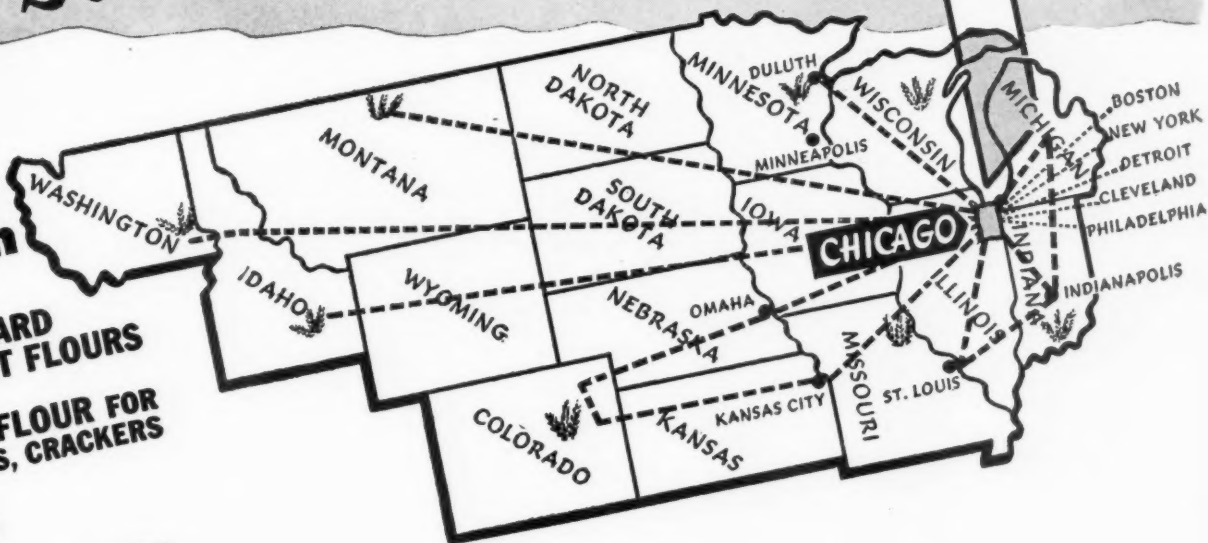 NORTH
DAKOTA
MINNESOTA
DULUTH
MINNEAPOLIS
WISCONSIN
MICHIGAN
BOSTON
NEW YORK
DETROIT
CLEVELAND
PHILADELPHIA
MONTANA
WASHINGTON
SOUTH
DAKOTA
IOWA
CHICAGO
INDIANA
INDIANAPOLIS
IDAHO
WYOMING
NEBRASKA
OMAHA
ILLINOIS
MISSOURI
ST. LOUIS
KANSAS CITY
KANSAS
COLORADO
ARD
T FLOURS
FLOUR FOR
S, CRACKERS